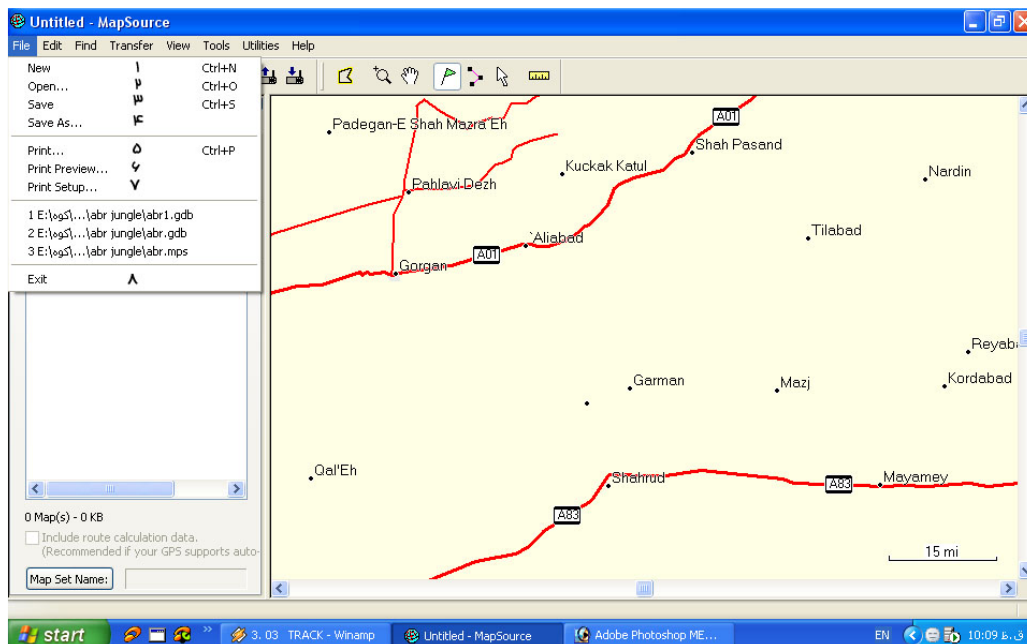 Untitled - MapSource
File Edit Find Transfer View Tools Utilities Help
New ۱ Ctrl+N
Open... ۲ Ctrl+O
Save ۳ Ctrl+S
Save As... ۴
Print... ۵ Ctrl+P
Print Preview... ۶
Print Setup... ۷
1 E:\کوه\...\abr jungle\abr1.gdb
2 E:\کوه\...\abr jungle\abr.gdb
3 E:\کوه\...\abr jungle\abr.mps
Exit ۸
A01
Padegan-E Shah Mazra Eh
Shah Pasand
Kuckak Katul
Nardin
Pahlavi Dezh
Tilabad
`Aliabad
A01
Gorgan
Reyab
Garman
Mazj
Kordabad
Qal'Eh
Shahrud
A83
Mayamey
A83
15 mi
0 Map(s) - 0 KB
Include route calculation data.
(Recommended if your GPS supports auto-
Map Set Name:
start
3. 03 TRACK - Winamp
Untitled - MapSource
Adobe Photoshop ME...
EN
10:09 ق.ظ